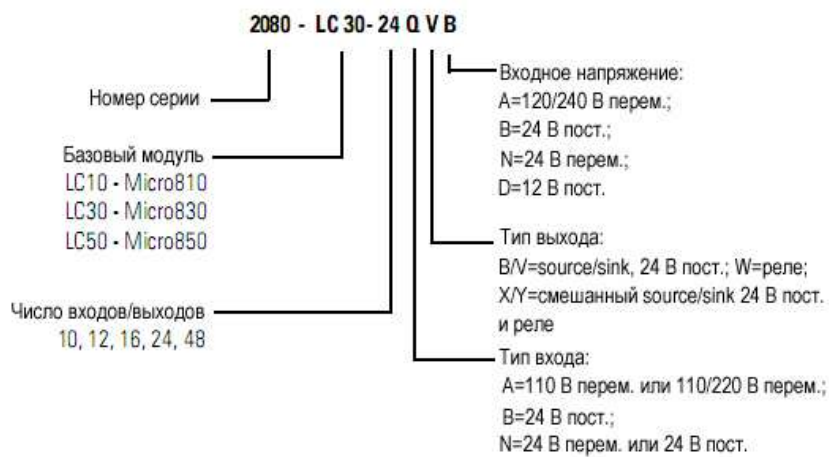 2080 - LC 30- 24 Q V B
Номер серии
Базовый модуль
LC10 - Micro810
LC30 - Micro830
LC50 - Micro850
Число входов/выходов
10, 12, 16, 24, 48
Входное напряжение:
A=120/240 В перем.;
B=24 В пост.;
N=24 В перем.;
D=12 В пост.
Тип выхода:
B/V=source/sink, 24 В пост.; W=реле;
X/Y=смешанный source/sink 24 В пост.
и реле
Тип входа:
A=110 В перем. или 110/220 В перем.;
B=24 В пост.;
N=24 В перем. или 24 В пост.